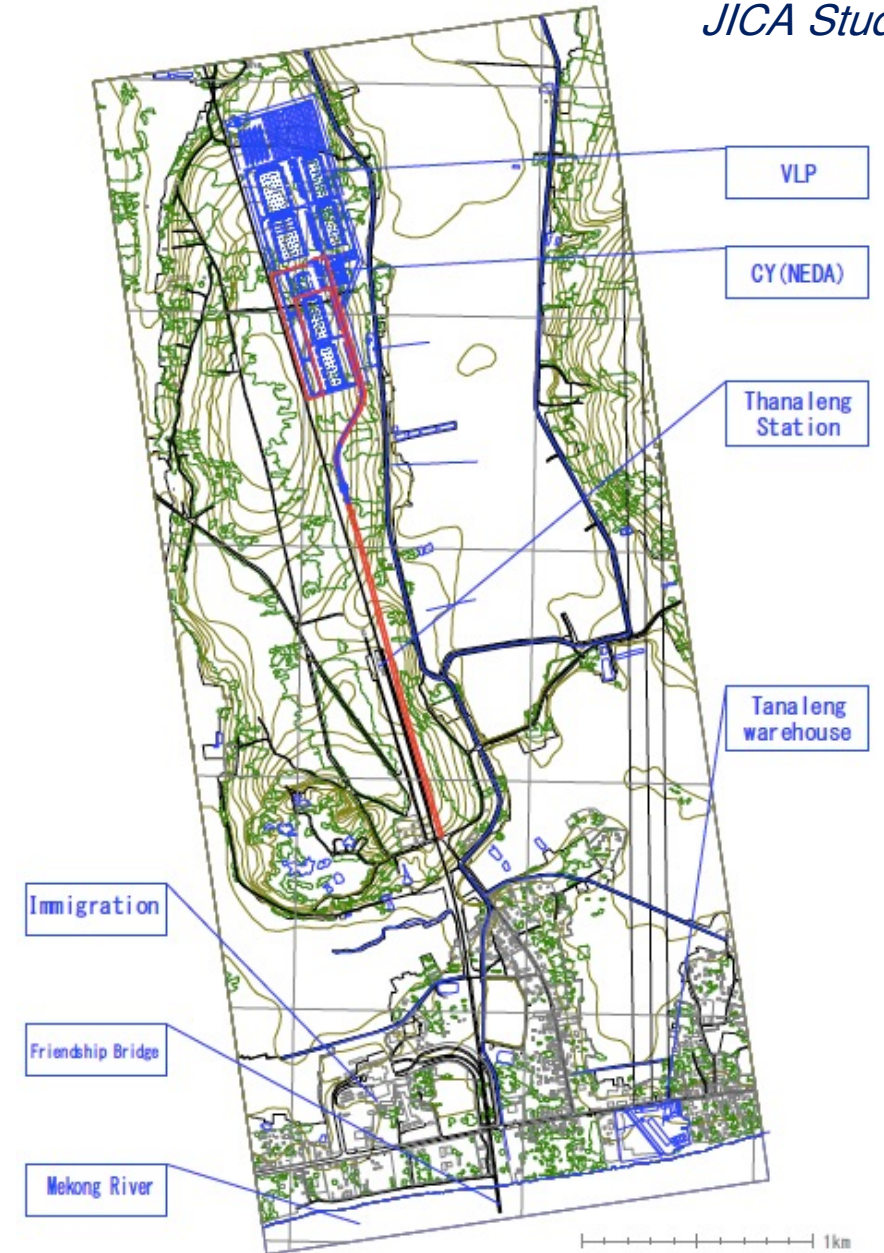 JICA Stud
VLP
CY(NEDA)
Thanaleng
Station
Tanaleng
warehouse
Immigration
Friendship Bridge
Mekong River
1km